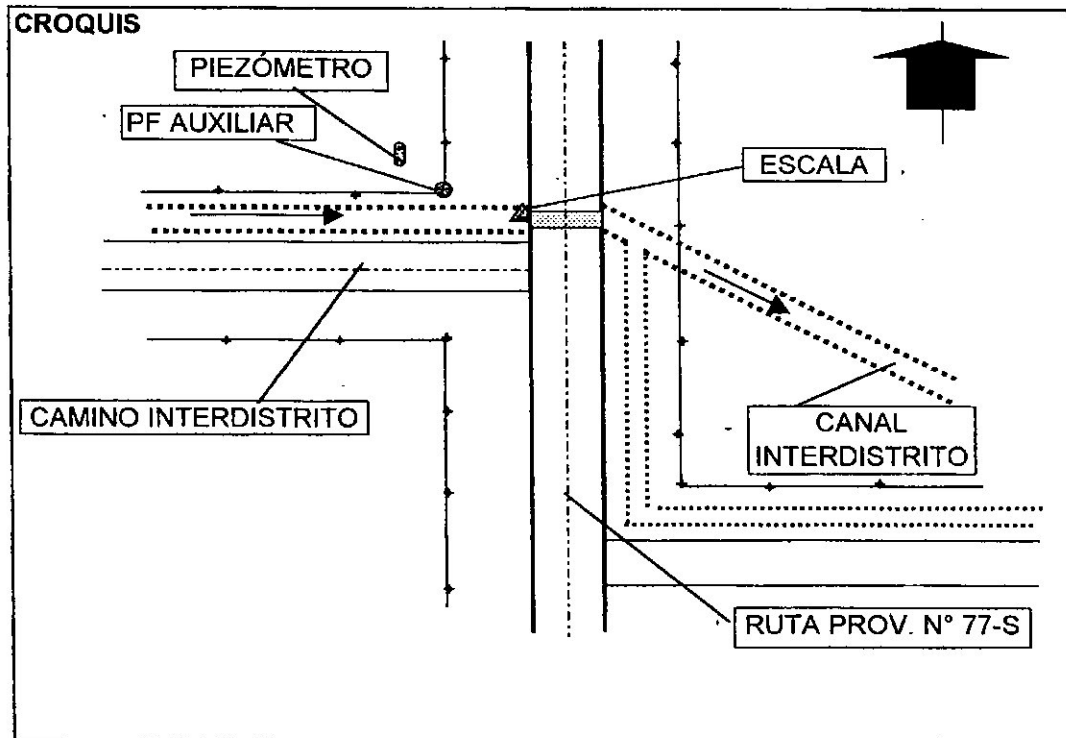 CROQUIS
PIEZÓMETRO
PF AUXILIAR
ESCALA
CAMINO INTERDISTRITO
CANAL
INTERDISTRITO
RUTA PROV. N° 77-S